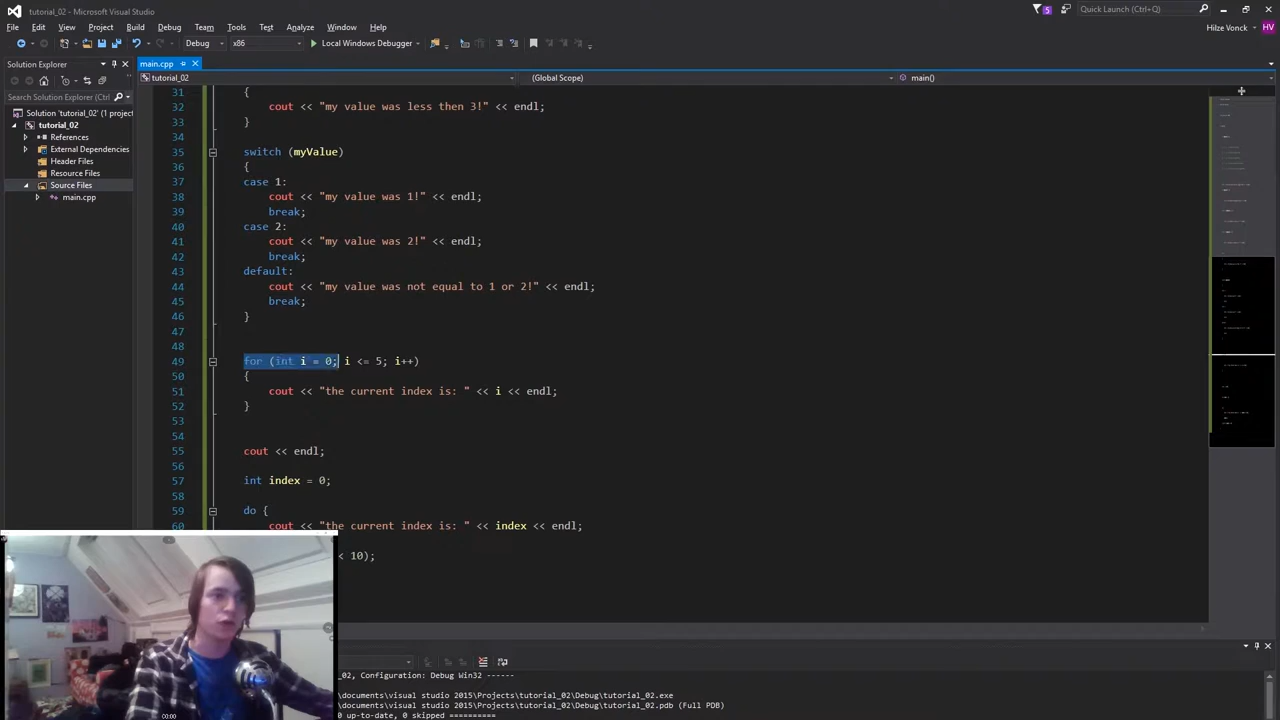 tutorial_02 - Microsoft Visual Studio
5
Quick Launch (Ctrl+Q)
File Edit View Project Build Debug Team Tools Test Analyze Window Help
Hilze Vonck HV
Debug x86 Local Windows Debugger
Solution Explorer
main.cpp
tutorial_02 (Global Scope) main()
Search Solution Explorer (Ctrl
Solution 'tutorial_02' (1 project
tutorial_02
References
External Dependencies
Header Files
Resource Files
Source Files
main.cpp
31 {
32 cout << "my value was less then 3!" << endl;
33 }
34
35 switch (myValue)
36 {
37 case 1:
38 cout << "my value was 1!" << endl;
39 break;
40 case 2:
41 cout << "my value was 2!" << endl;
42 break;
43 default:
44 cout << "my value was not equal to 1 or 2!" << endl;
45 break;
46 }
47
48
49 for (int i = 0; i <= 5; i++)
50 {
51 cout << "the current index is: " << i << endl;
52 }
53
54
55 cout << endl;
56
57 int index = 0;
58
59 do {
60 cout << "the current index is: " << index << endl;
< 10);
_02, Configuration: Debug Win32 ------
\documents\visual studio 2015\Projects\tutorial_02\Debug\tutorial_02.exe
\documents\visual studio 2015\Projects\tutorial_02\Debug\tutorial_02.pdb (Full PDB)
0 up-to-date, 0 skipped ==========
00:00